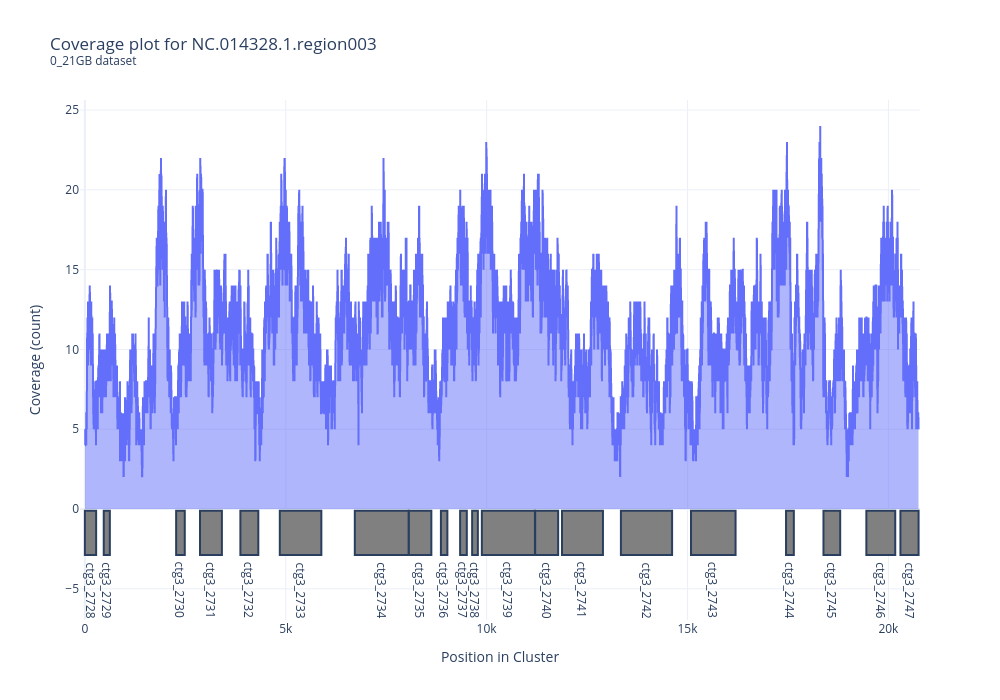 Coverage plot for NC.014328.1.region003
0_21GB dataset
25
20
15
10
5
0
−5
Coverage (count)
ctg3_2728
ctg3_2729
ctg3_2730
ctg3_2731
ctg3_2732
ctg3_2733
ctg3_2734
ctg3_2735
ctg3_2736
ctg3_2737
ctg3_2738
ctg3_2739
ctg3_2740
ctg3_2741
ctg3_2742
ctg3_2743
ctg3_2744
ctg3_2745
ctg3_2746
ctg3_2747
0
5k
10k
15k
20k
Position in Cluster